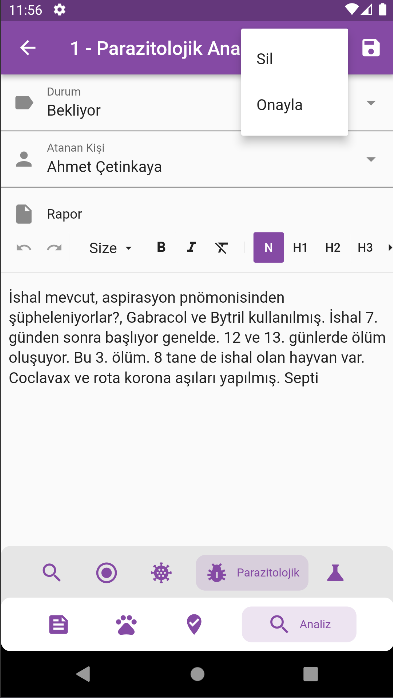 11:56
1 - Parazitolojik Ana
Sil
Onayla
Durum
Bekliyor
Atanan Kişi
Ahmet Çetinkaya
Rapor
Size B I T N H1 H2 H3
İshal mevcut, aspirasyon pnömonisinden
şüpheleniyorlar?, Gabracol ve Bytril kullanılmış. İshal 7.
günden sonra başlıyor genelde. 12 ve 13. günlerde ölüm
oluşuyor. Bu 3. ölüm. 8 tane de ishal olan hayvan var.
Coclavax ve rota korona aşıları yapılmış. Septi
Parazitolojik
Analiz